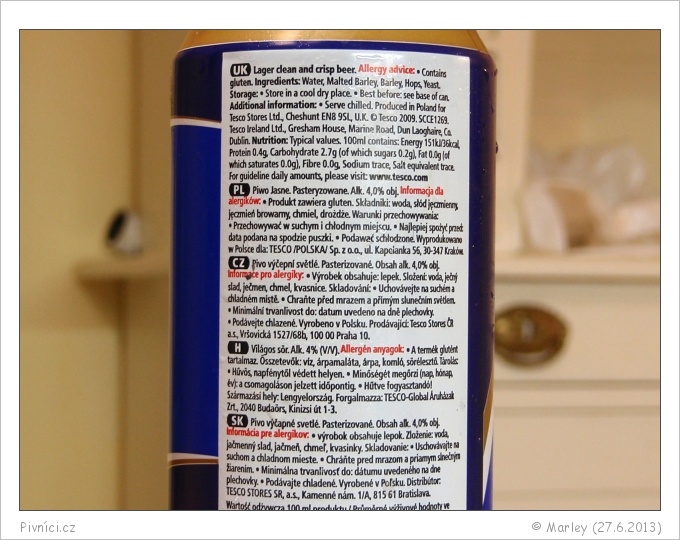 UK Lager clean and crisp beer. Allergy advice: • Contains
gluten. Ingredients: Water, Malted Barley, Barley, Hops, Yeast.
Storage: • Store in a cool dry place. • Best before: see base of can.
Additional information: • Serve chilled. Produced in Poland for
Tesco Stores Ltd., Cheshunt EN8 9SL, U.K. © Tesco 2009. SCCE1269.
Tesco Ireland Ltd., Gresham House, Marine Road, Dun Laoghaire, Co.
Dublin. Nutrition: Typical values. 100ml contains: Energy 151kJ/36kcal,
Protein 0.4g, Carbohydrate 2.7g (of which sugars 0.2g), Fat 0.0g (of
which saturates 0.0g), Fibre 0.0g, Sodium trace, Salt equivalent trace.
For guideline daily amounts, please visit: www.tesco.com
PL Piwo Jasne. Pasteryzowane. Alk. 4,0% obj. Informacja dla
alergików: • Produkt zawiera gluten. Składniki: woda, słód jęczmienny,
jęczmień browarny, chmiel, drożdże. Warunki przechowywania:
• Przechowywać w suchym i chłodnym miejscu. • Najlepiej spożyć przed:
data podana na spodzie puszki. • Podawać schłodzone. Wyprodukowano
w Polsce dla: TESCO /POLSKA/ Sp. z o.o., ul. Kapelanka 56, 30-347 Kraków.
CZ Pivo výčepní světlé. Pasterizované. Obsah alk. 4,0% obj.
Informace pro alergiky: • Výrobek obsahuje: lepek. Složení: voda, ječný
slad, ječmen, chmel, kvasnice. Skladování: • Uchovávejte na suchém a
chladném místě. • Chraňte před mrazem a přímým slunečním světlem.
• Minimální trvanlivost do: datum uvedeno na dně plechovky.
• Podávejte chlazené. Vyrobeno v Polsku. Prodávající: Tesco Stores ČR
a.s., Vršovická 1527/68b, 100 00 Praha 10.
H Világos sör. Alk. 4% (V/V). Allergén anyagok: • A termék glutént
tartalmaz. Összetevők: víz, árpamaláta, árpa, komló, sörélesztő. Tárolás:
• Hűvös, napfénytől védett helyen. • Minőségét megőrzi (nap, hónap,
év): a csomagoláson jelzett időpontig. • Hűtve fogyasztandó!
Származási hely: Lengyelország. Forgalmazza: TESCO-Global Áruházak
Zrt., 2040 Budaörs, Kinizsi út 1-3.
SK Pivo výčapné svetlé. Pasterizované. Obsah alk. 4,0% obj.
Informácia pre alergikov: • výrobok obsahuje lepok. Zloženie: voda,
jačmenný slad, jačmeň, chmeľ, kvasinky. Skladovanie: • Uschovávajte na
suchom a chladnom mieste. • Chráňte pred mrazom a priamym slnečným
žiarením. • Minimálna trvanlivosť do: dátumu uvedeného na dne
plechovky. • Podávajte chladené. Vyrobené v Poľsku. Distribútor:
TESCO STORES SR, a.s., Kamenné nám. 1/A, 815 61 Bratislava.
Wartość odżywcza 100 ml produktu / Průměrné výživové hodnoty ve
Pivníci.cz
© Marley (27.6.2013)